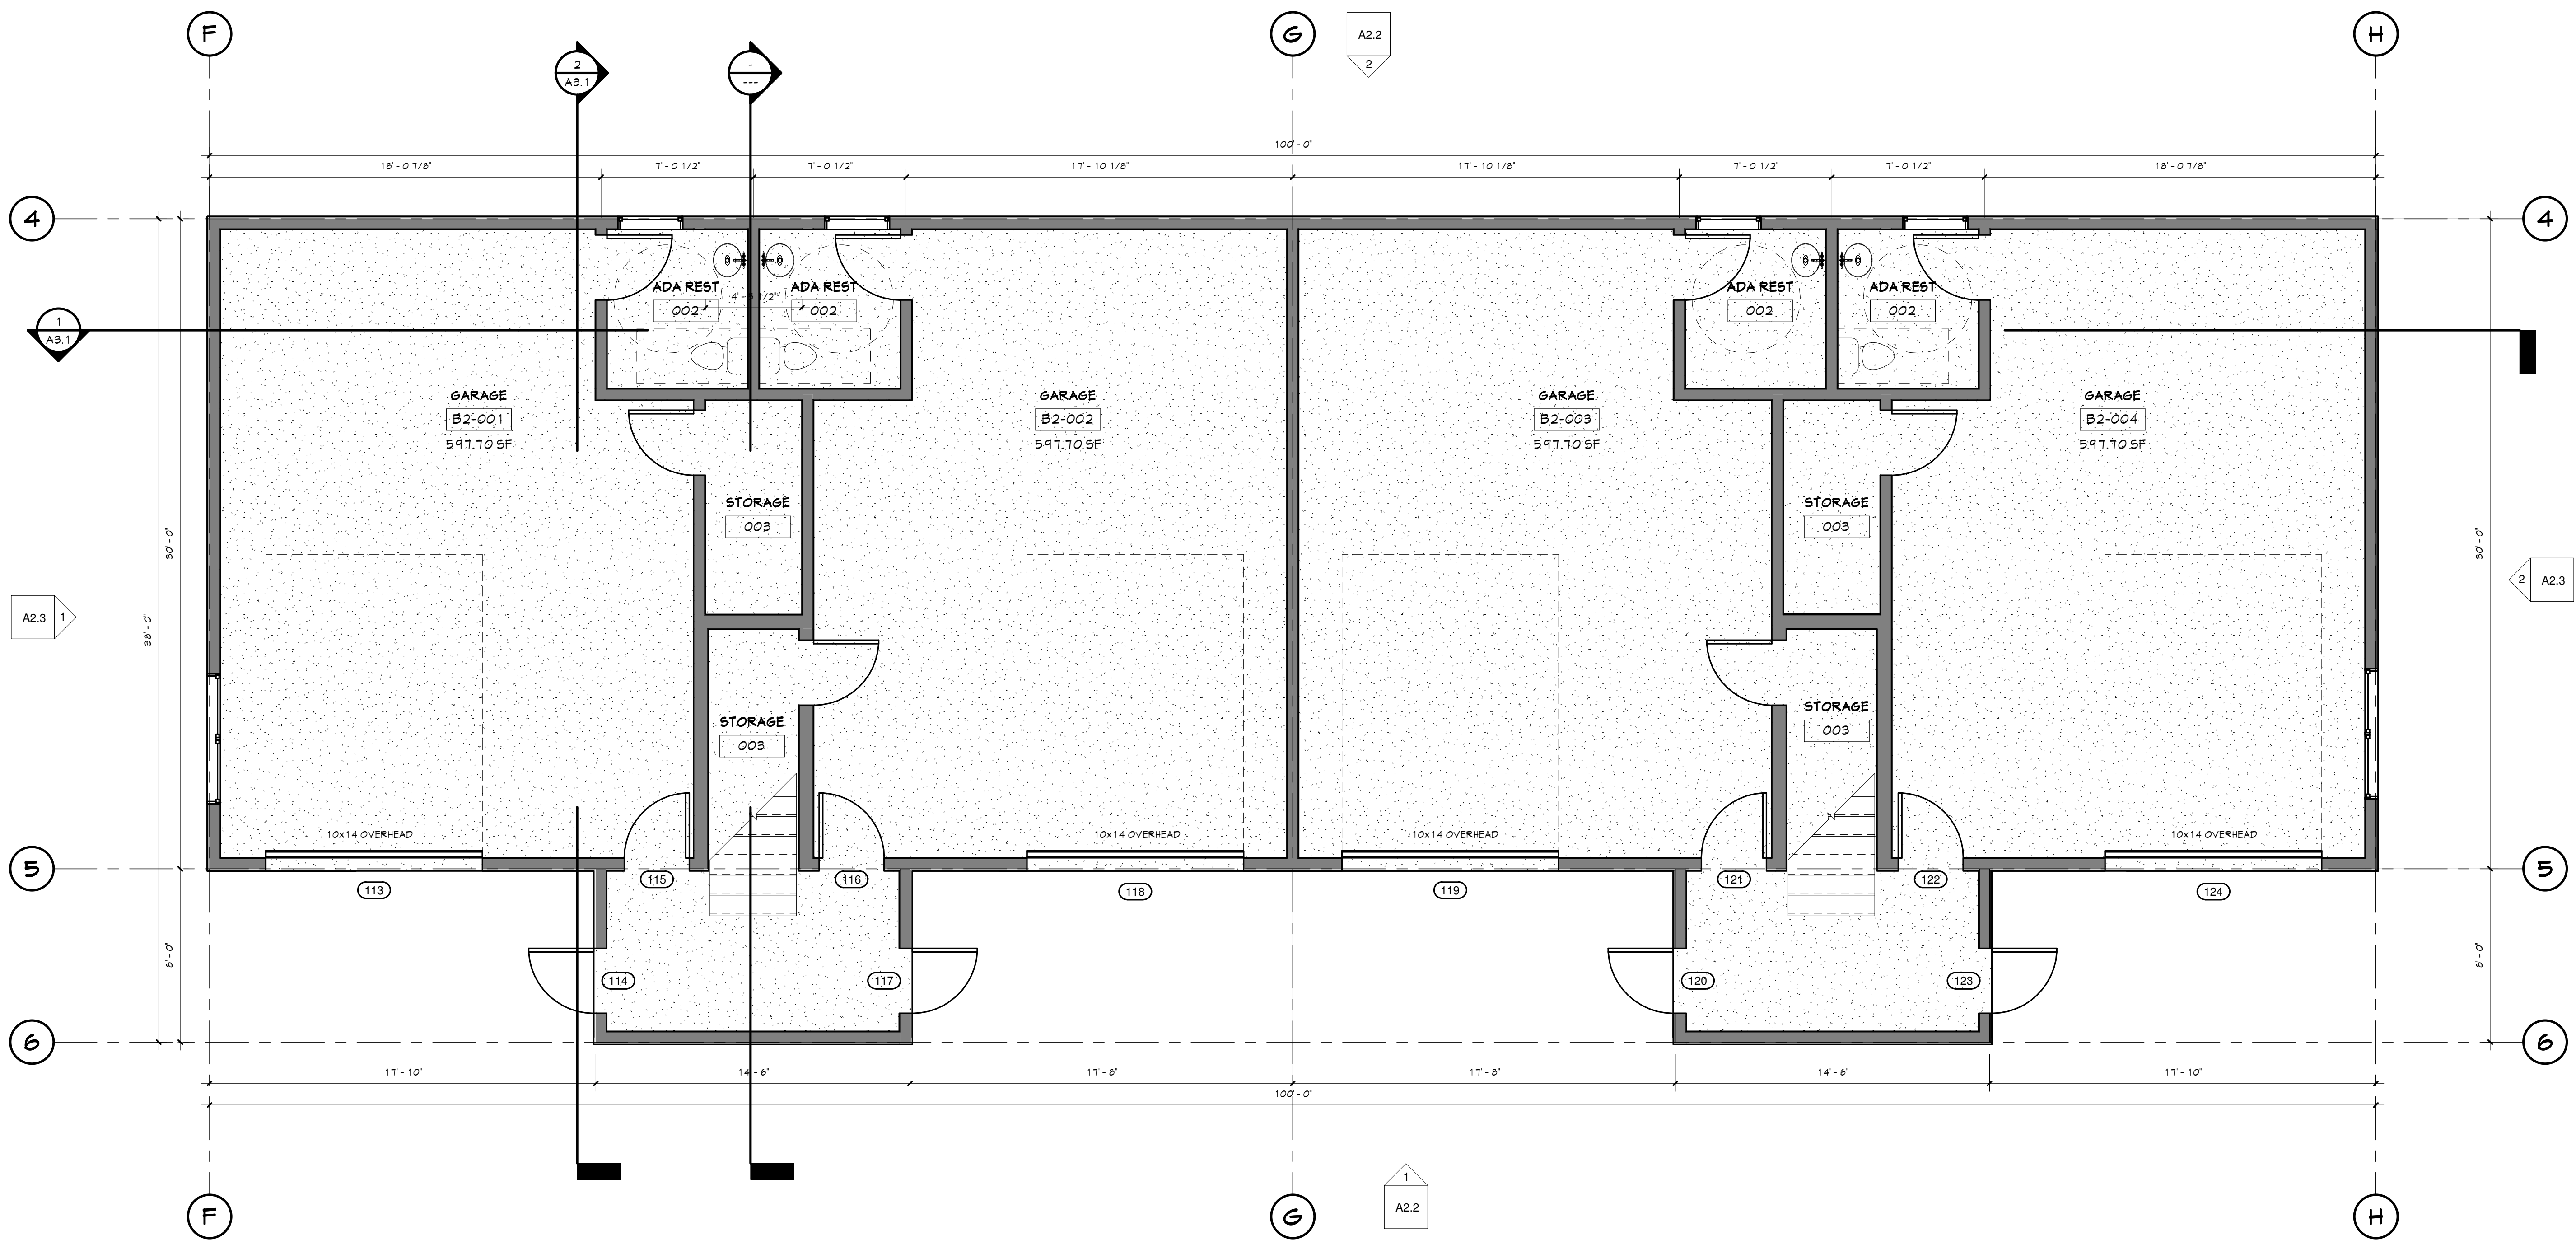 F
G
H
A2.2
2
2
A3.1
-
---
100' - 0"
18' - 0 7/8"
7' - 0 1/2"
7' - 0 1/2"
17' - 10 1/8"
17' - 10 1/8"
7' - 0 1/2"
7' - 0 1/2"
18' - 0 7/8"
4
4
ADA REST
002
ADA REST
002
ADA REST
002
ADA REST
002
1
A3.1
GARAGE
B2-001
597.70 SF
GARAGE
B2-002
597.70 SF
GARAGE
B2-003
597.70 SF
GARAGE
B2-004
597.70 SF
STORAGE
003
STORAGE
003
30' - 0"
38' - 0"
30' - 0"
A2.3
1
2
A2.3
STORAGE
003
STORAGE
003
10x14 OVERHEAD
10x14 OVERHEAD
10x14 OVERHEAD
10x14 OVERHEAD
5
5
113
115
116
118
119
121
122
124
8' - 0"
8' - 0"
114
117
120
123
6
6
17' - 10"
14' - 6"
17' - 8"
17' - 8"
14' - 6"
17' - 10"
100' - 0"
1
A2.2
F
G
H